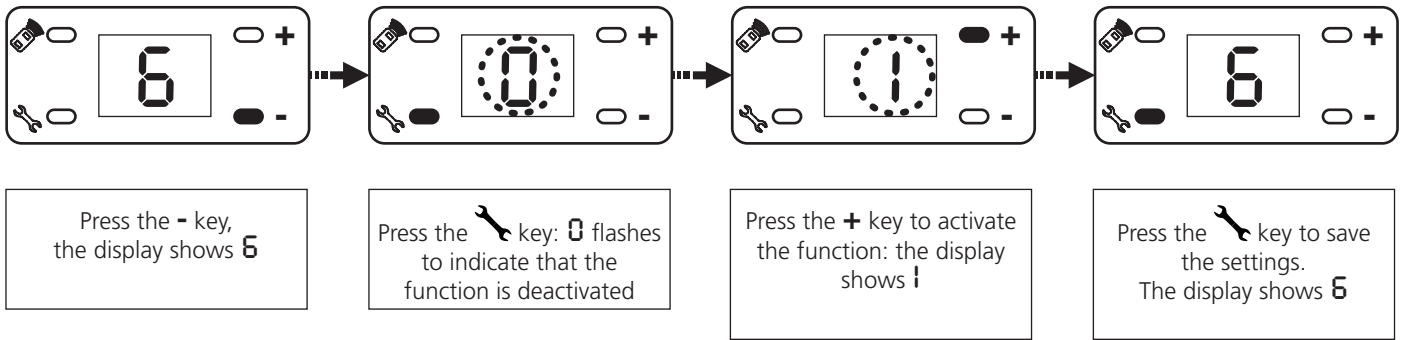 6
+
-
0
+
-
1
+
-
6
+
-
Press the - key,
the display shows 6
Press the key: 0 flashes
to indicate that the
function is deactivated
Press the + key to activate
the function: the display
shows 1
Press the key to save
the settings.
The display shows 6